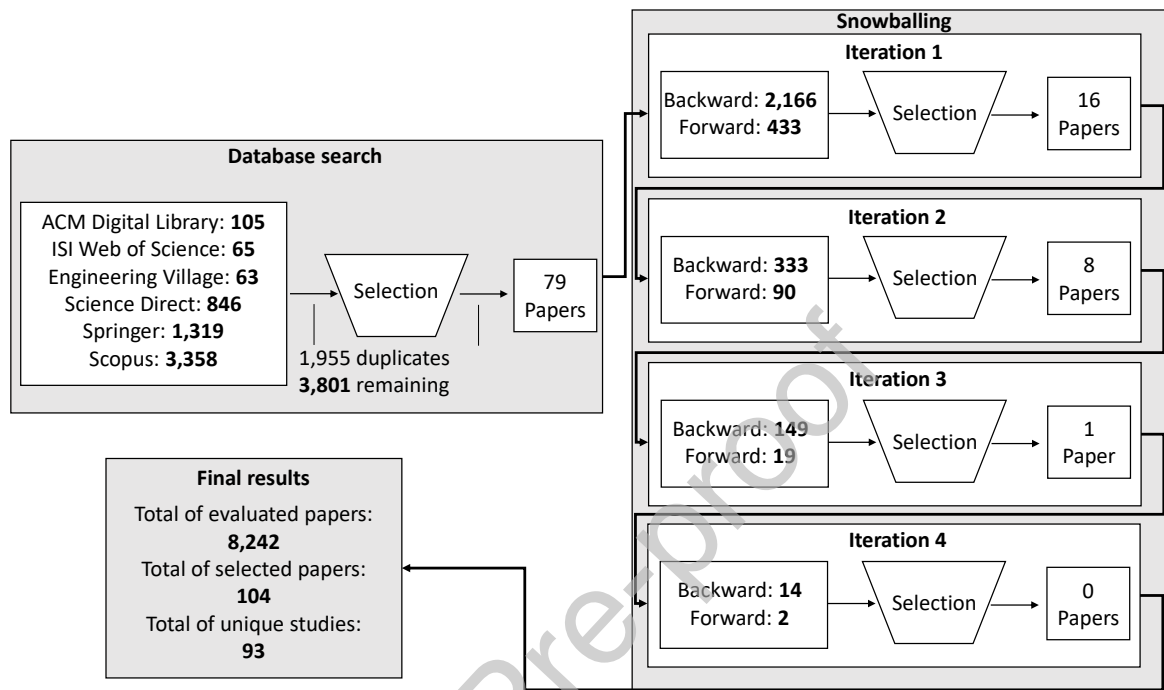 Database search
ACM Digital Library: 105
ISI Web of Science: 65
Engineering Village: 63
Science Direct: 846
Springer: 1,319
Scopus: 3,358
Selection
1,955 duplicates
3,801 remaining
79
Papers
Snowballing
Iteration 1
Backward: 2,166
Forward: 433
Selection
16
Papers
Iteration 2
Backward: 333
Forward: 90
Selection
8
Papers
Iteration 3
Backward: 149
Forward: 19
Selection
1
Paper
Iteration 4
Backward: 14
Forward: 2
Selection
0
Papers
Final results
Total of evaluated papers:
8,242
Total of selected papers:
104
Total of unique studies:
93
Pre-proof